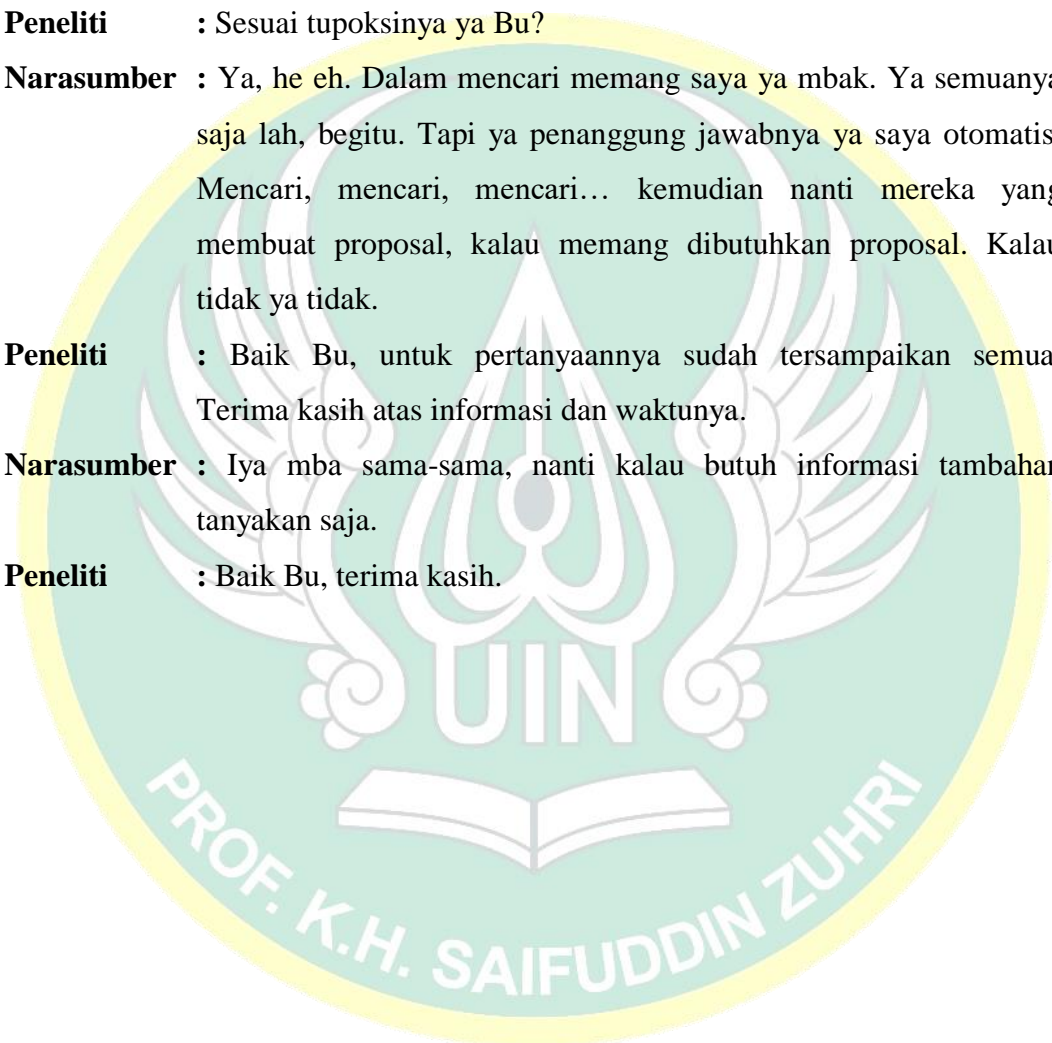 Peneliti : Sesuai tupoksinya ya Bu?
Narasumber : Ya, he eh. Dalam mencari memang saya ya mbak. Ya semuanya
saja lah, begitu. Tapi ya penanggung jawabnya ya saya otomatis
Mencari, mencari, mencari… kemudian nanti mereka yang
membuat proposal, kalau memang dibutuhkan proposal. Kalau
tidak ya tidak.
Peneliti : Baik Bu, untuk pertanyaannya sudah tersampaikan semua
Terima kasih atas informasi dan waktunya.
Narasumber : Iya mba sama-sama, nanti kalau butuh informasi tambahan
tanyakan saja.
Peneliti : Baik Bu, terima kasih.
UIN
PROF. K.H. SAIFUDDIN ZUHRI